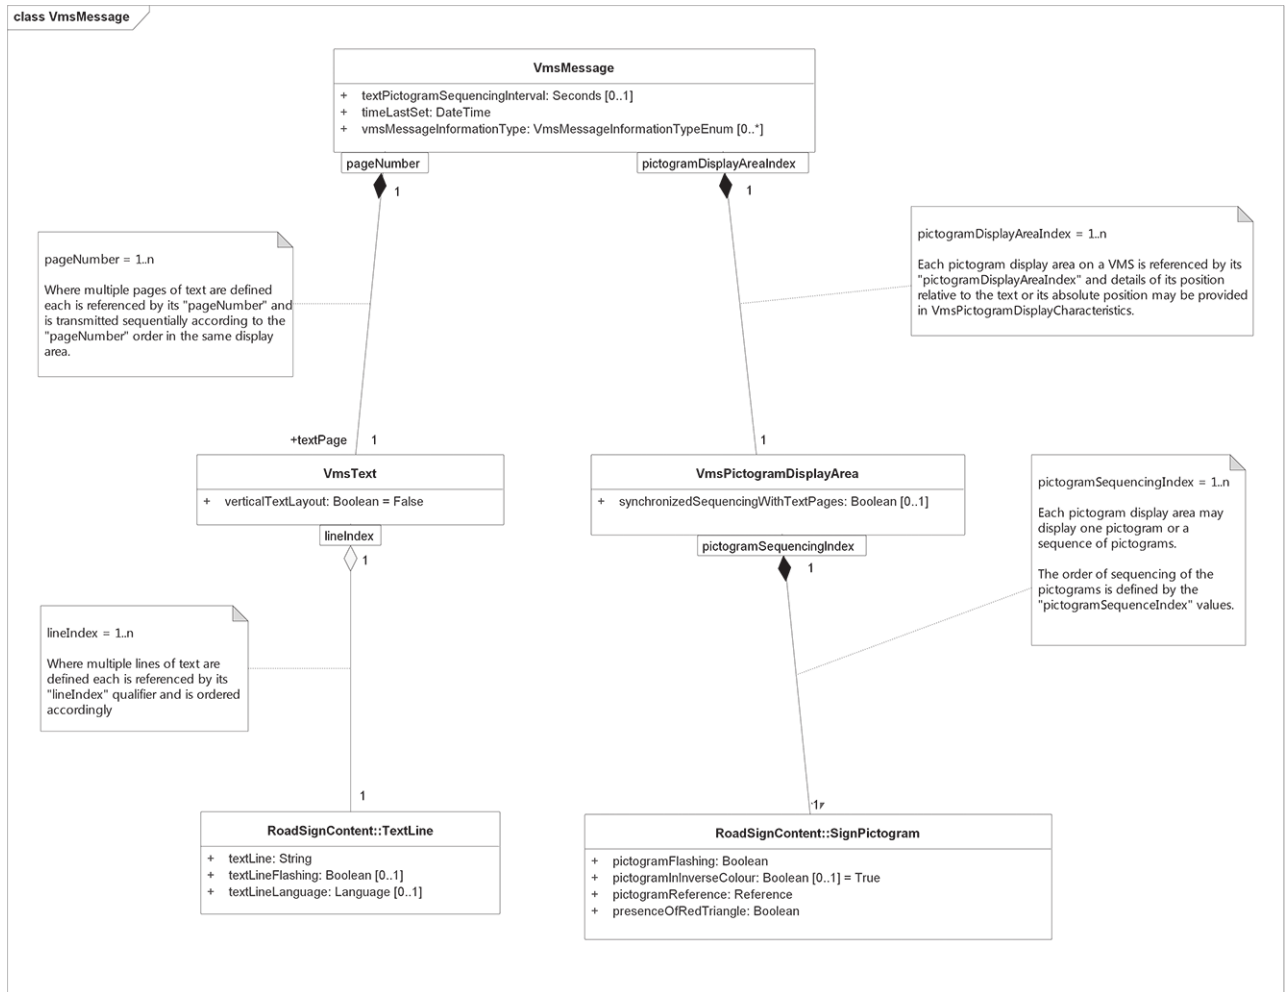 class VmsMessage
VmsMessage
+ textPictogramSequencingInterval: Seconds [0..1]
+ timeLastSet: DateTime
+ vmsMessageInformationType: VmsMessageInformationTypeEnum [0..*]
pageNumber
pictogramDisplayAreaIndex
1
1
pageNumber = 1..n
Where multiple pages of text are defined
each is referenced by its "pageNumber" and
is transmitted sequentially according to the
"pageNumber" order in the same display
area.
pictogramDisplayAreaIndex = 1..n
Each pictogram display area on a VMS is referenced by its
"pictogramDisplayAreaIndex" and details of its position
relative to the text or its absolute position may be provided
in VmsPictogramDisplayCharacteristics.
+textPage
1
1
VmsText
+ verticalTextLayout: Boolean = False
lineIndex
1
VmsPictogramDisplayArea
+ synchronizedSequencingWithTextPages: Boolean [0..1]
pictogramSequencingIndex
1
pictogramSequencingIndex = 1..n
Each pictogram display area may
display one pictogram or a
sequence of pictograms.
The order of sequencing of the
pictograms is defined by the
"pictogramSequenceIndex" values.
lineIndex = 1..n
Where multiple lines of text are
defined each is referenced by its
"lineIndex" qualifier and is ordered
accordingly
1
1
RoadSignContent::TextLine
+ textLine: String
+ textLineFlashing: Boolean [0..1]
+ textLineLanguage: Language [0..1]
RoadSignContent::SignPictogram
+ pictogramFlashing: Boolean
+ pictogramInInverseColour: Boolean [0..1] = True
+ pictogramReference: Reference
+ presenceOfRedTriangle: Boolean